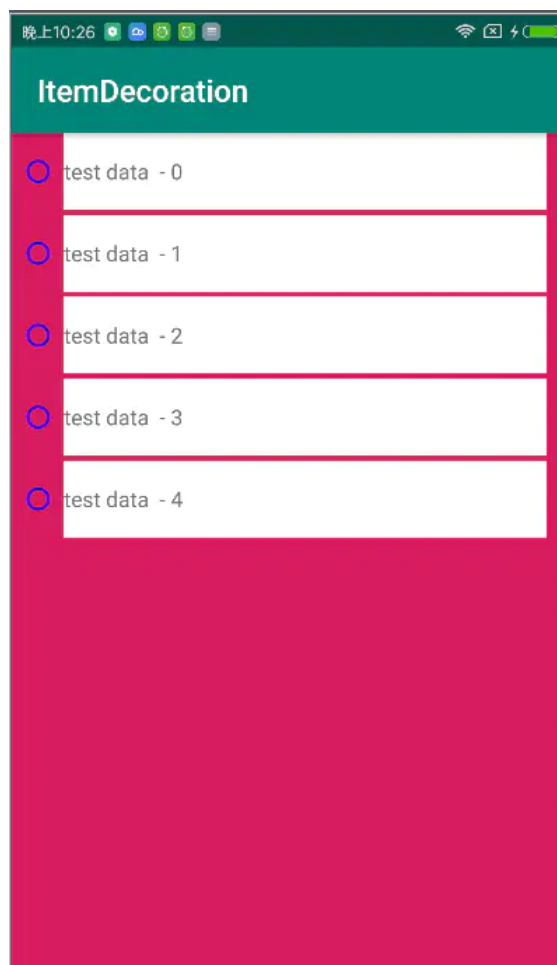 晚上10:26
ItemDecoration
test data - 0
test data - 1
test data - 2
test data - 3
test data - 4